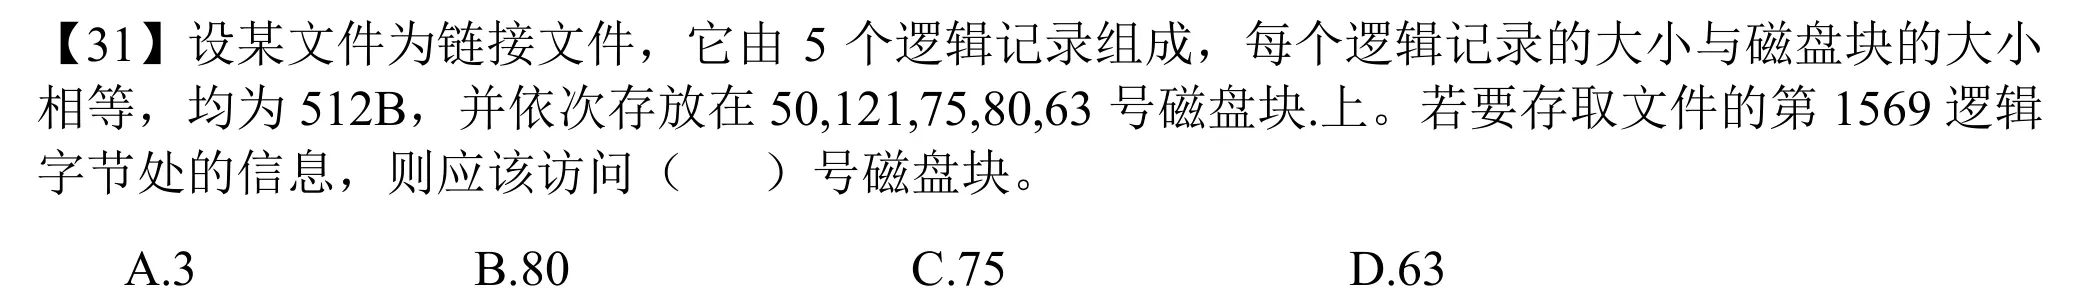 【31】设某文件为链接文件，它由 5 个逻辑记录组成，每个逻辑记录的大小与磁盘块的大小
相等，均为 512B，并依次存放在 50,121,75,80,63 号磁盘块.上。若要存取文件的第 1569 逻辑
字节处的信息，则应该访问（ ）号磁盘块。
A.3 B.80 C.75 D.63